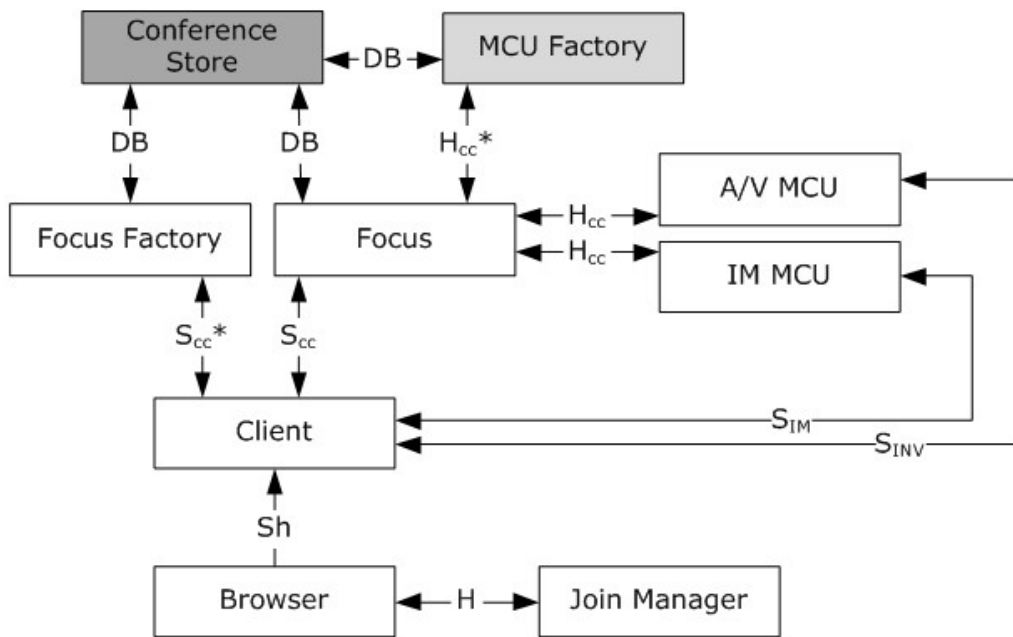 Conference
Store
DB
MCU Factory
DB
DB
Hcc*
A/V MCU
Focus Factory
Focus
Hcc
Hcc
IM MCU
Scc*
Scc
Client
SIM
SINV
Sh
Browser
H
Join Manager